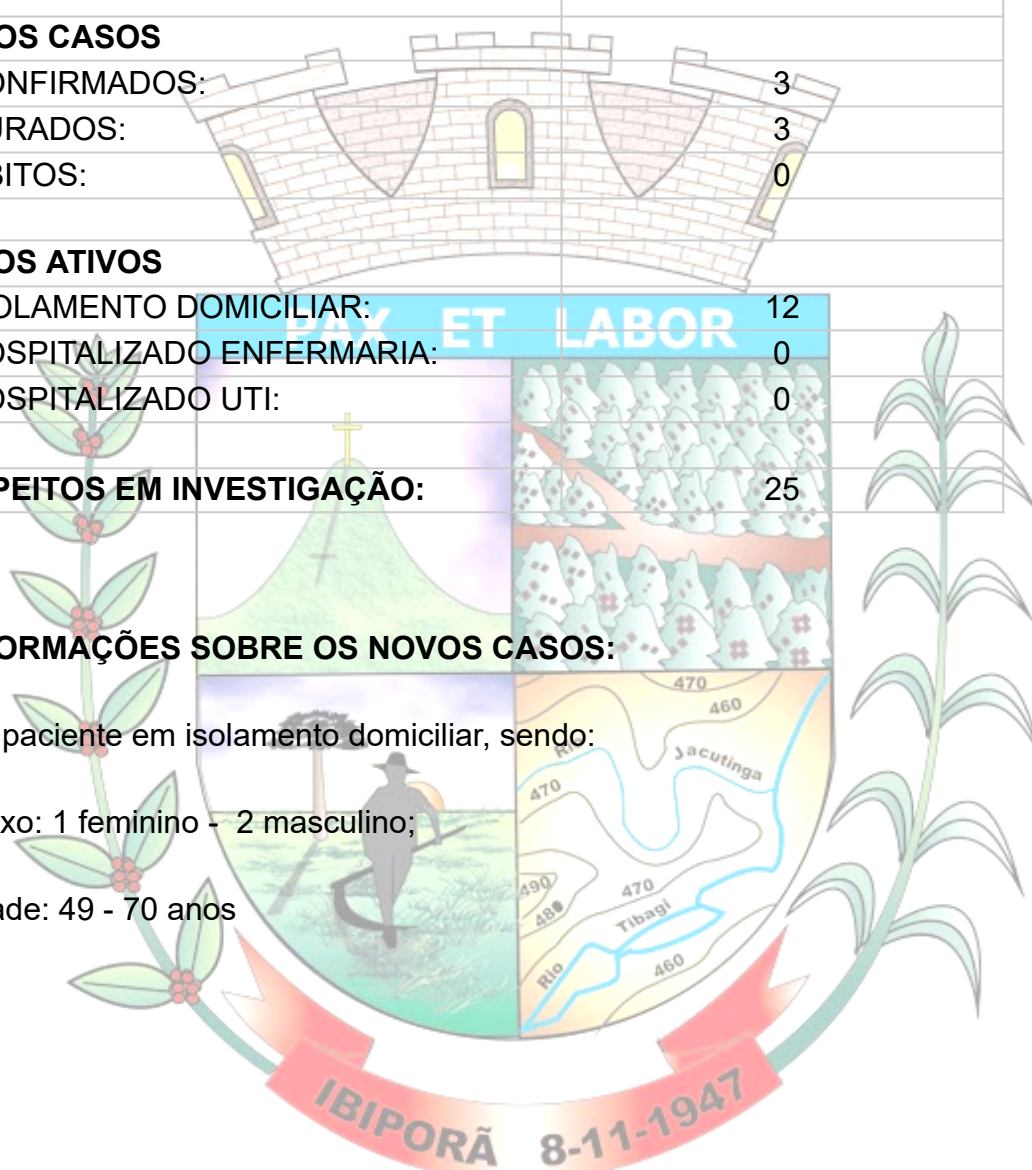 OS CASOS
ONFIRMADOS: 3
URADOS: 3
BITOS: 0
OS ATIVOS
OLAMENTO DOMICILIAR: 12
PAX ET LABOR
OSPITALIZADO ENFERMARIA: 0
OSPITALIZADO UTI: 0
PEITOS EM INVESTIGAÇÃO: 25
ORMAÇÕES SOBRE OS NOVOS CASOS:
470
460
paciente em isolamento domiciliar, sendo:
Rio Jacutinga
470
xo: 1 feminino - 2 masculino;
490
480
470
ade: 49 - 70 anos
Rio Tibagi
460
IBIPORÃ 8-11-1947